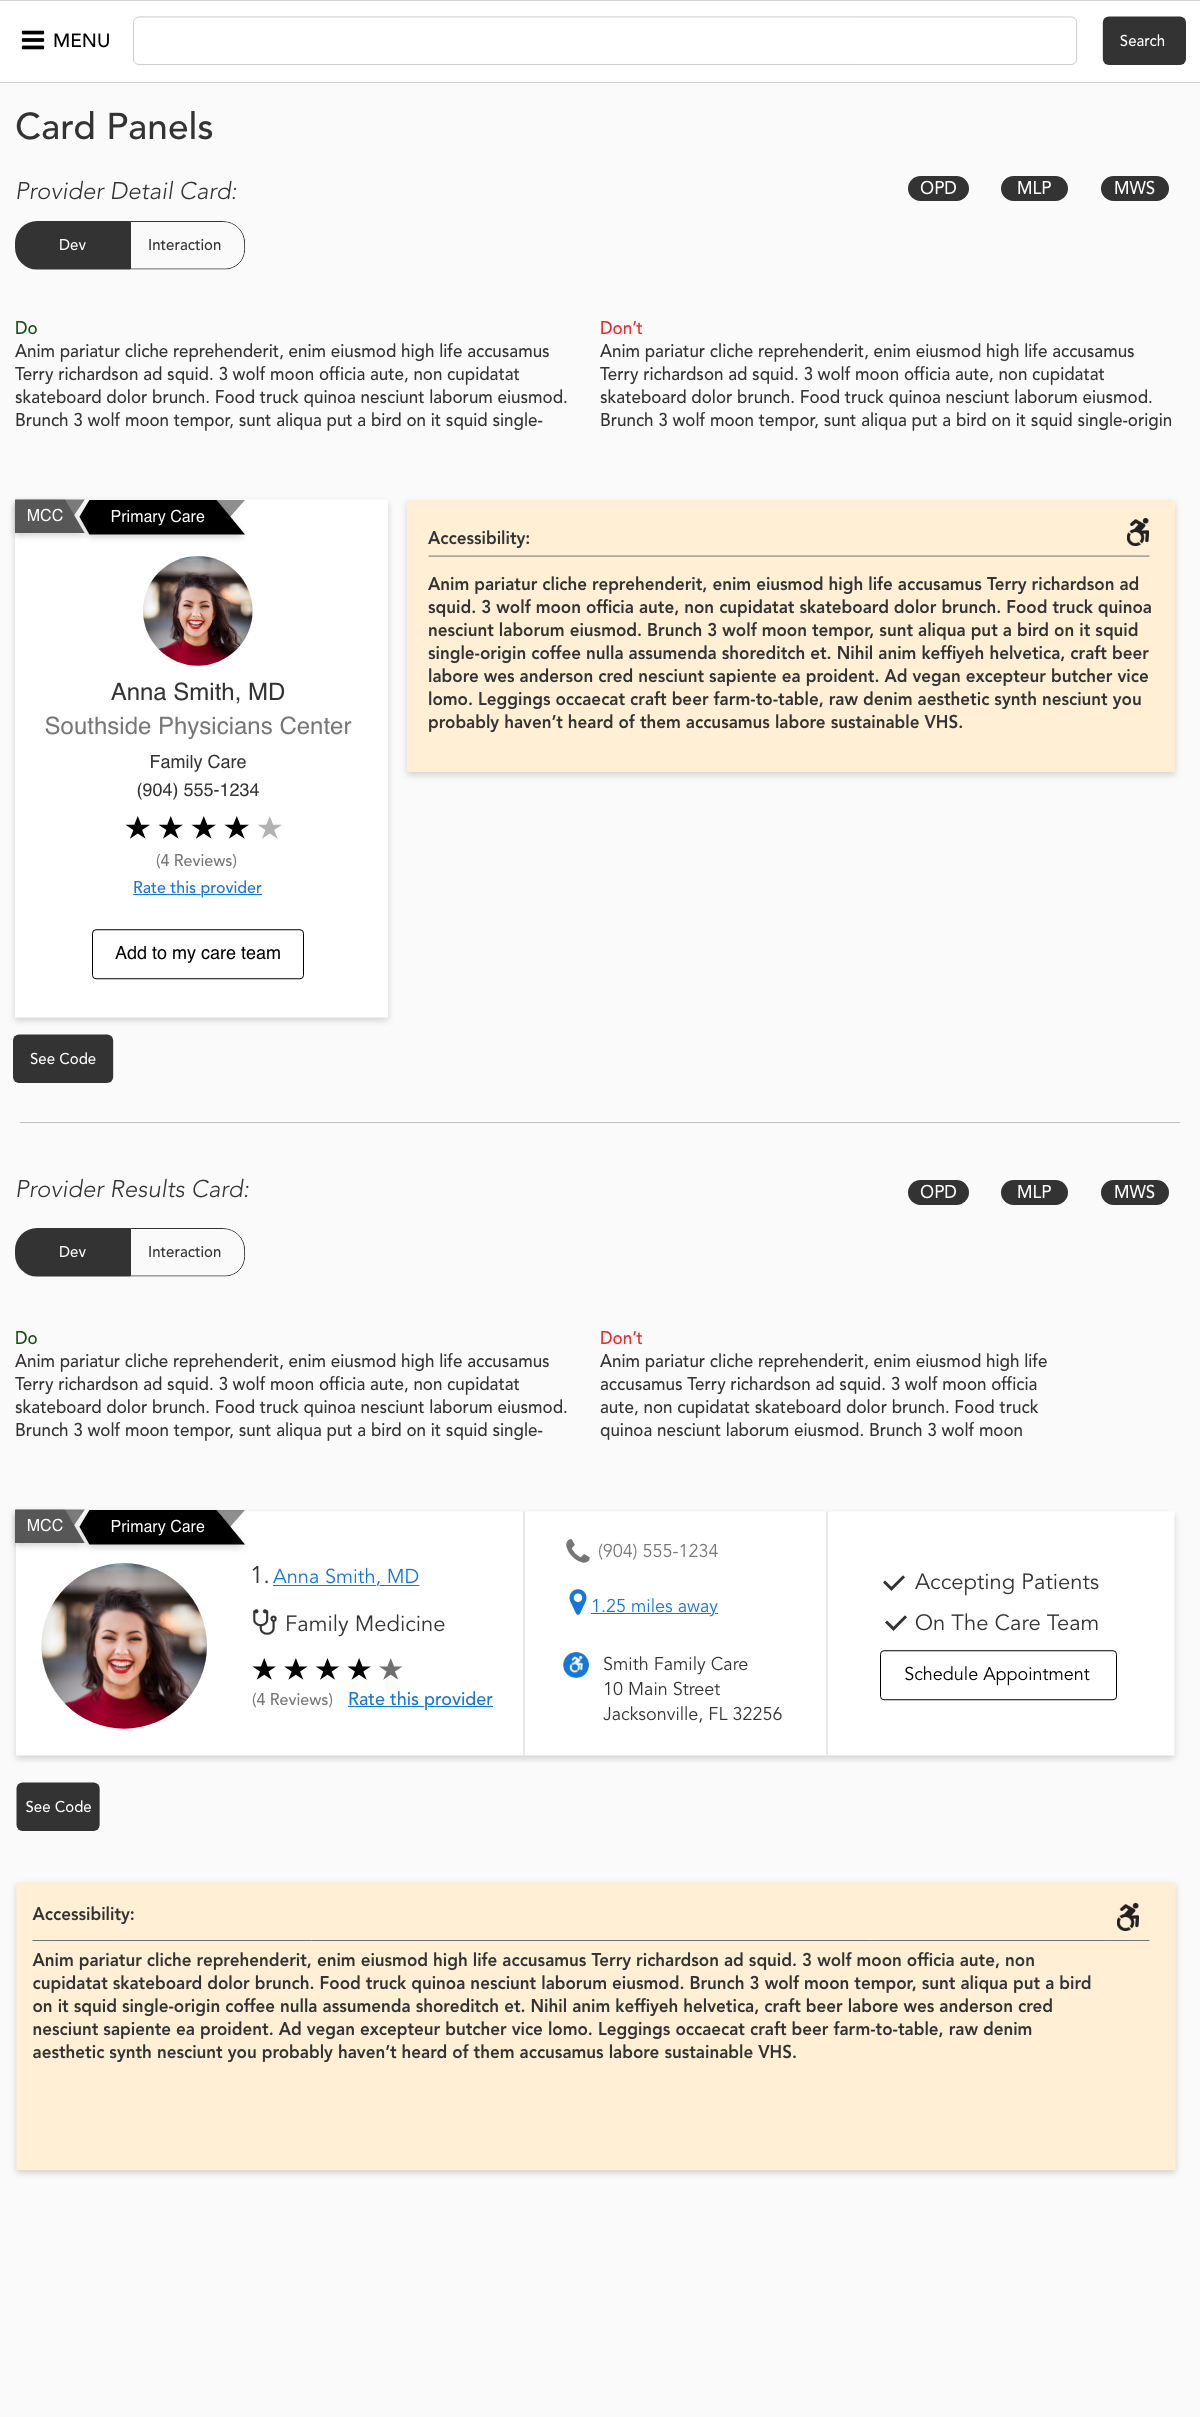 MENU
Search
Card Panels
Provider Detail Card:
OPD MLP MWS
Dev Interaction
Do
Anim pariatur cliche reprehenderit, enim eiusmod high life accusamus
Terry richardson ad squid. 3 wolf moon officia aute, non cupidatat
skateboard dolor brunch. Food truck quinoa nesciunt laborum eiusmod.
Brunch 3 wolf moon tempor, sunt aliqua put a bird on it squid single-
Don’t
Anim pariatur cliche reprehenderit, enim eiusmod high life accusamus
Terry richardson ad squid. 3 wolf moon officia aute, non cupidatat
skateboard dolor brunch. Food truck quinoa nesciunt laborum eiusmod.
Brunch 3 wolf moon tempor, sunt aliqua put a bird on it squid single-origin
MCC Primary Care
Anna Smith, MD
Southside Physicians Center
Family Care
(904) 555-1234
(4 Reviews)
Rate this provider
Add to my care team
Accessibility:
Anim pariatur cliche reprehenderit, enim eiusmod high life accusamus Terry richardson ad
squid. 3 wolf moon officia aute, non cupidatat skateboard dolor brunch. Food truck quinoa
nesciunt laborum eiusmod. Brunch 3 wolf moon tempor, sunt aliqua put a bird on it squid
single-origin coffee nulla assumenda shoreditch et. Nihil anim keffiyeh helvetica, craft beer
labore wes anderson cred nesciunt sapiente ea proident. Ad vegan excepteur butcher vice
lomo. Leggings occaecat craft beer farm-to-table, raw denim aesthetic synth nesciunt you
probably haven’t heard of them accusamus labore sustainable VHS.
See Code
Provider Results Card:
OPD MLP MWS
Dev Interaction
Do
Anim pariatur cliche reprehenderit, enim eiusmod high life accusamus
Terry richardson ad squid. 3 wolf moon officia aute, non cupidatat
skateboard dolor brunch. Food truck quinoa nesciunt laborum eiusmod.
Brunch 3 wolf moon tempor, sunt aliqua put a bird on it squid single-
Don’t
Anim pariatur cliche reprehenderit, enim eiusmod high life
accusamus Terry richardson ad squid. 3 wolf moon officia
aute, non cupidatat skateboard dolor brunch. Food truck
quinoa nesciunt laborum eiusmod. Brunch 3 wolf moon
MCC Primary Care
1. Anna Smith, MD
Family Medicine
(4 Reviews) Rate this provider
(904) 555-1234
1.25 miles away
Smith Family Care
10 Main Street
Jacksonville, FL 32256
Accepting Patients
On The Care Team
Schedule Appointment
See Code
Accessibility:
Anim pariatur cliche reprehenderit, enim eiusmod high life accusamus Terry richardson ad squid. 3 wolf moon officia aute, non
cupidatat skateboard dolor brunch. Food truck quinoa nesciunt laborum eiusmod. Brunch 3 wolf moon tempor, sunt aliqua put a bird
on it squid single-origin coffee nulla assumenda shoreditch et. Nihil anim keffiyeh helvetica, craft beer labore wes anderson cred
nesciunt sapiente ea proident. Ad vegan excepteur butcher vice lomo. Leggings occaecat craft beer farm-to-table, raw denim
aesthetic synth nesciunt you probably haven’t heard of them accusamus labore sustainable VHS.